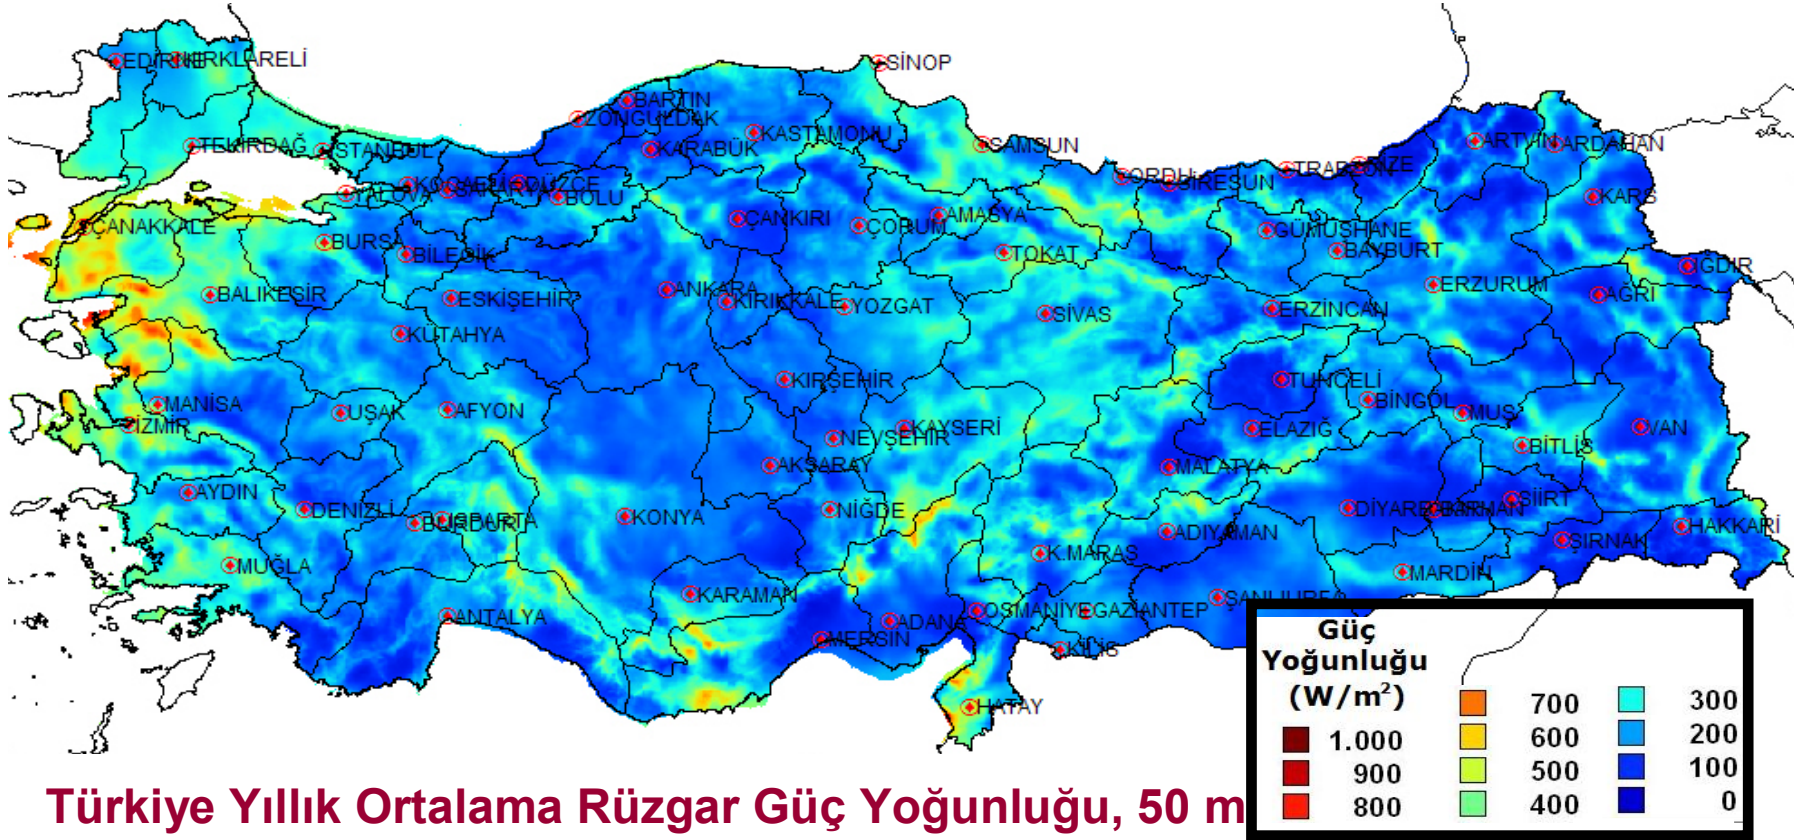 EDİRNE
KIRKLARELİ
SİNOP
BARTIN
ZONGULDAK
KASTAMONU
KARABÜK
TEKİRDAĞ
İSTANBUL
SAMSUN
ARTVİN
ARDAHAN
ORDU
GİRESUN
TRABZON
RİZE
KOCAELİ
SAKARYA
DÜZCE
YALOVA
BOLU
KARS
ÇANAKKALE
ÇANKIRI
ÇORUM
AMASYA
GÜMÜŞHANE
BURSA
BİLECİK
TOKAT
BAYBURT
IĞDIR
BALIKESİR
ESKİŞEHİR
ANKARA
KIRIKKALE
YOZGAT
SİVAS
ERZİNCAN
ERZURUM
AĞRI
KÜTAHYA
KIRŞEHİR
TUNCELİ
MANİSA
UŞAK
AFYON
BİNGÖL
MUŞ
İZMİR
NEVŞEHİR
KAYSERİ
ELAZIĞ
VAN
BİTLİS
AKSARAY
MALATYA
AYDIN
DENİZLİ
BURDUR
ISPARTA
KONYA
NİĞDE
DİYARBAKIR
BATMAN
SİİRT
ADIYAMAN
HAKKARİ
K.MARAŞ
ŞIRNAK
MUĞLA
MARDİN
KARAMAN
ŞANLIURFA
ANTALYA
ADANA
OSMANİYE
GAZİANTEP
MERSİN
KİLİS
HATAY
Güç
Yoğunluğu
(W/m²)
1.000
900
800
700
600
500
400
300
200
100
0
Türkiye Yıllık Ortalama Rüzgar Güç Yoğunluğu, 50 m